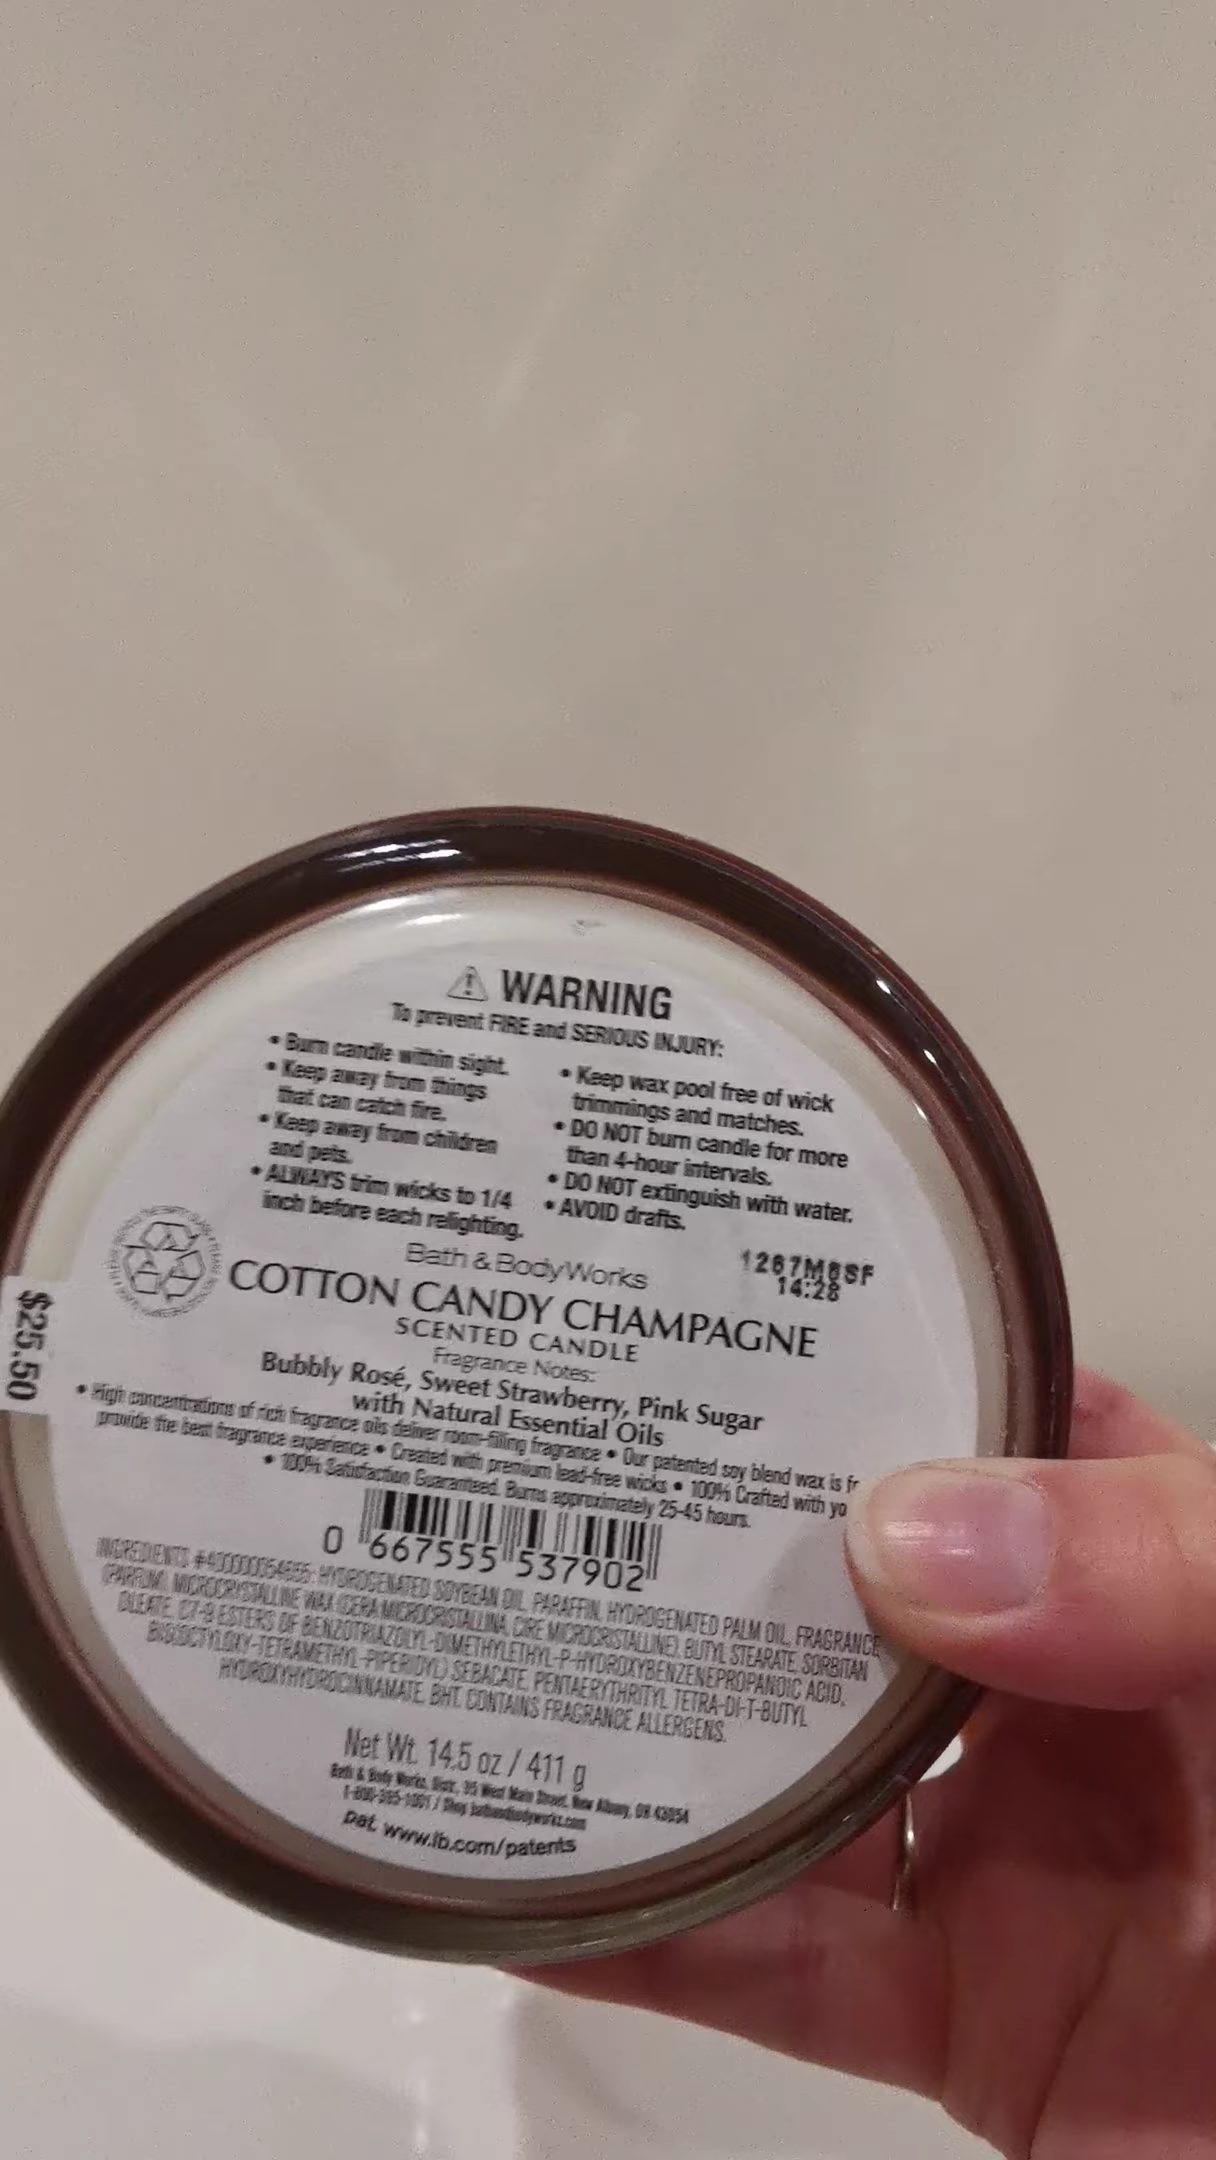 WARNING
To prevent FIRE and SERIOUS INJURY:
• Burn candle within sight.
• Keep away from things
that can catch fire.
• Keep away from children
and pets.
• ALWAYS trim wicks to 1/4
inch before each relighting.
• Keep wax pool free of wick
trimmings and matches.
• DO NOT burn candle for more
than 4-hour intervals.
• DO NOT extinguish with water.
• AVOID drafts.
14:28
Bath & Body Works
COTTON CANDY CHAMPAGNE
SCENTED CANDLE
Fragrance Notes:
Bubbly Rosé, Sweet Strawberry, Pink Sugar
with Natural Essential Oils
$25.50
• High concentrations of rich fragrance oils deliver room-filling fragrance • Our patented soy blend wax is
provide the best fragrance experience • Created with premium lead-free wicks • 100% Crafted with
• 100% Satisfaction Guaranteed. Burns approximately 25-45 hours.
0 667555 537902
INGREDIENTS HYDROGENATED SOYBEAN OIL, PARAFFIN, HYDROGENATED PALM OIL, FRAGRANCE
(PARFUM), MICROCRYSTALLINE WAX (CERA MICROCRISTALLINA, CIRE MICROCRISTALLINE), BUTYL STEARATE, SORBITAN
OLEATE, C7-9 ESTERS OF BENZOTRIAZOLYL-DIMETHYLETHYL-P-HYDROXYBENZENEPROPANOIC ACID,
BIS(OCTYLOXY-TETRAMETHYL-PIPERIDYL) SEBACATE, PENTAERYTHRITYL TETRA-DI-T-BUTYL
HYDROXYHYDROCINNAMATE, BHT. CONTAINS FRAGRANCE ALLERGENS.
Net Wt. 14.5 oz / 411 g
Bath & Body Works, Distr., 95 West Main Street, New Albany, OH 43054
1-800-395-1001 / Shop bathandbodyworks.com
pat. www.lb.com/patents